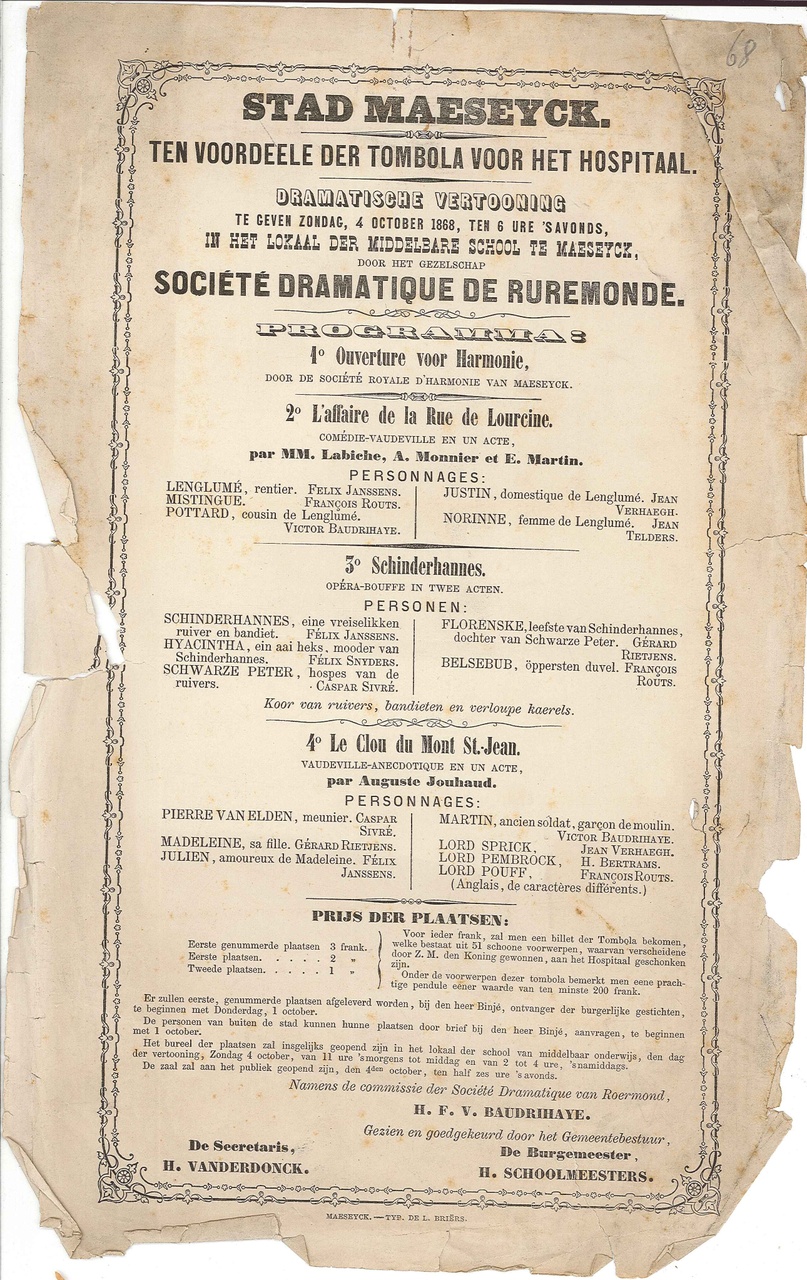 68
STAD MAESEYCK.
TEN VOORDEELE DER TOMBOLA VOOR HET HOSPITAAL.
DRAMATISCHE VERTOONING
TE GEVEN ZONDAG, 4 OCTOBER 1868, TEN 6 URE 'SAVONDS,
IN HET LOKAAL DER MIDDELBARE SCHOOL TE MAESEYCK,
DOOR HET GEZELSCHAP
SOCIÉTÉ DRAMATIQUE DE RUREMONDE.
PROGRAMMA:
1º Ouverture voor Harmonie,
DOOR DE SOCIÉTÉ ROYALE D'HARMONIE VAN MAESEYCK.
2º L'affaire de la Rue de Lourcine.
COMÉDIE-VAUDEVILLE EN UN ACTE,
par MM. Labiche, A. Monnier et E. Martin.
PERSONNAGES:
LENGLUMÉ, rentier. FELIX JANSSENS.
MISTINGUE. FRANÇOIS ROUTS.
POTTARD, cousin de Lenglumé.
VICTOR BAUDRIHAYE.
JUSTIN, domestique de Lenglumé. JEAN
VERHAEGH.
NORINNE, femme de Lenglumé. JEAN
TELDERS.
3º Schinderhannes.
OPÉRA-BOUFFE IN TWEE ACTEN.
PERSONEN:
SCHINDERHANNES, eine vreiselikken
ruiver en bandiet. FÉLIX JANSSENS.
HYACINTHA, ein aai heks, mooder van
Schinderhannes. FÉLIX SNYDERS.
SCHWARZE PETER, hospes van de
ruivers. CASPAR SIVRÉ.
FLORENSKE, leefste van Schinderhannes,
dochter van Schwarze Peter. GÉRARD
RIETJENS.
BELSEBUB, öppersten duvel. FRANÇOIS
ROUTS.
Koor van ruivers, bandieten en verloupe kaerels.
4º Le Clou du Mont St.-Jean.
VAUDEVILLE-ANECDOTIQUE EN UN ACTE,
par Auguste Jouhaud.
PERSONNAGES:
PIERRE VAN ELDEN, meunier. CASPAR
SIVRÉ.
MADELEINE, sa fille. GÉRARD RIETJENS.
JULIEN, amoureux de Madeleine. FÉLIX
JANSSENS.
MARTIN, ancien soldat, garçon de moulin.
VICTOR BAUDRIHAYE.
LORD SPRICK, JEAN VERHAEGH.
LORD PEMBROCK, H. BERTRAMS.
LORD POUFF, FRANÇOIS ROUTS.
(Anglais, de caractères différents.)
PRIJS DER PLAATSEN:
Eerste genummerde plaatsen 3 frank.
Eerste plaatsen. . . . . 2 „
Tweede plaatsen. . . . . 1 „
Voor ieder frank, zal men een billet der Tombola bekomen,
welke bestaat uit 51 schoone voorwerpen, waarvan verscheidene
door Z. M. den Koning gewonnen, aan het Hospitaal geschonken
zijn.
Onder de voorwerpen dezer tombola bemerkt men eene prach-
tige pendule eener waarde van ten minste 200 frank.
Er zullen eerste, genummerde plaatsen afgeleverd worden, bij den heer Binjé, ontvanger der burgerlijke gestichten,
te beginnen met Donderdag, 1 october.
De personen van buiten de stad kunnen hunne plaatsen door brief bij den heer Binjé, aanvragen, te beginnen
met 1 october.
Het bureel der plaatsen zal insgelijks geopend zijn in het lokaal der school van middelbaar onderwijs, den dag
der vertooning, Zondag 4 october, van 11 ure 'smorgens tot middag en van 2 tot 4 ure, 'snamiddags.
De zaal zal aan het publiek geopend zijn, den 4den october, ten half zes ure 'savonds.
Namens de commissie der Société Dramatique van Roermond,
H. F. V. BAUDRIHAYE.
Gezien en goedgekeurd door het Gemeentebestuur,
De Secretaris,
H. VANDERDONCK.
De Burgemeester,
H. SCHOOLMEESTERS.
MAESEYCK. — TYP. DE L. BRIËRS.